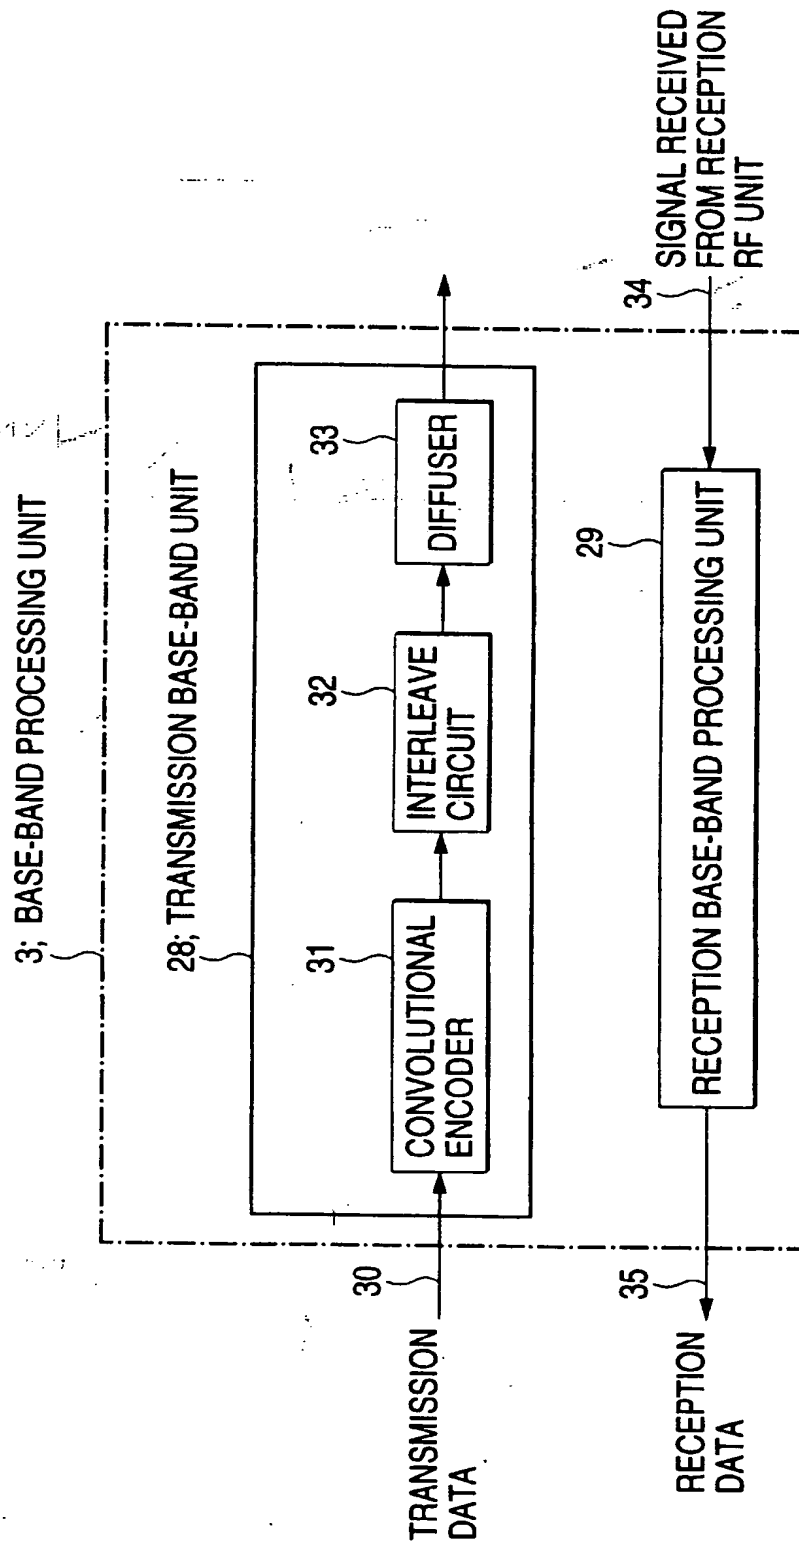 3; BASE-BAND PROCESSING UNIT
28; TRANSMISSION BASE-BAND UNIT
TRANSMISSION
DATA
30
31
CONVOLUTIONAL
ENCODER
32
INTERLEAVE
CIRCUIT
33
DIFFUSER
RECEPTION
DATA
35
29
RECEPTION BASE-BAND PROCESSING UNIT
34
SIGNAL RECEIVED
FROM RECEPTION
RF UNIT